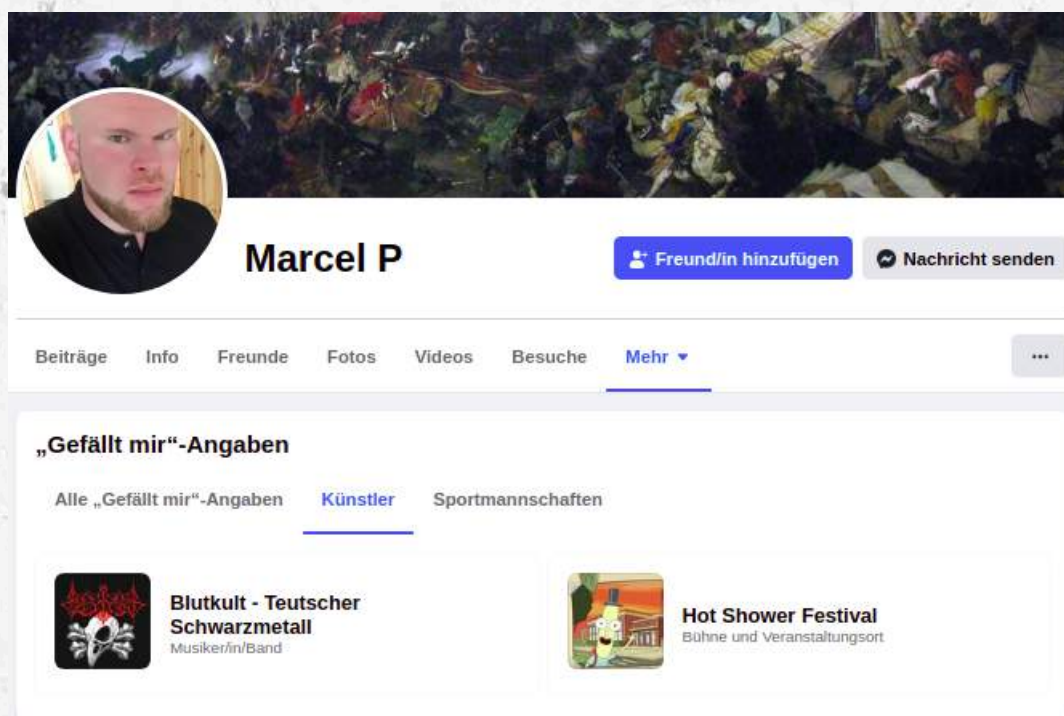 Marcel P
Freund/in hinzufügen
Nachricht senden
Beiträge
Info
Freunde
Fotos
Videos
Besuche
Mehr
„Gefällt mir“-Angaben
Alle „Gefällt mir“-Angaben
Künstler
Sportmannschaften
Blutkult - Teutscher
Schwarzmetall
Musiker/in/Band
Hot Shower Festival
Bühne und Veranstaltungsort